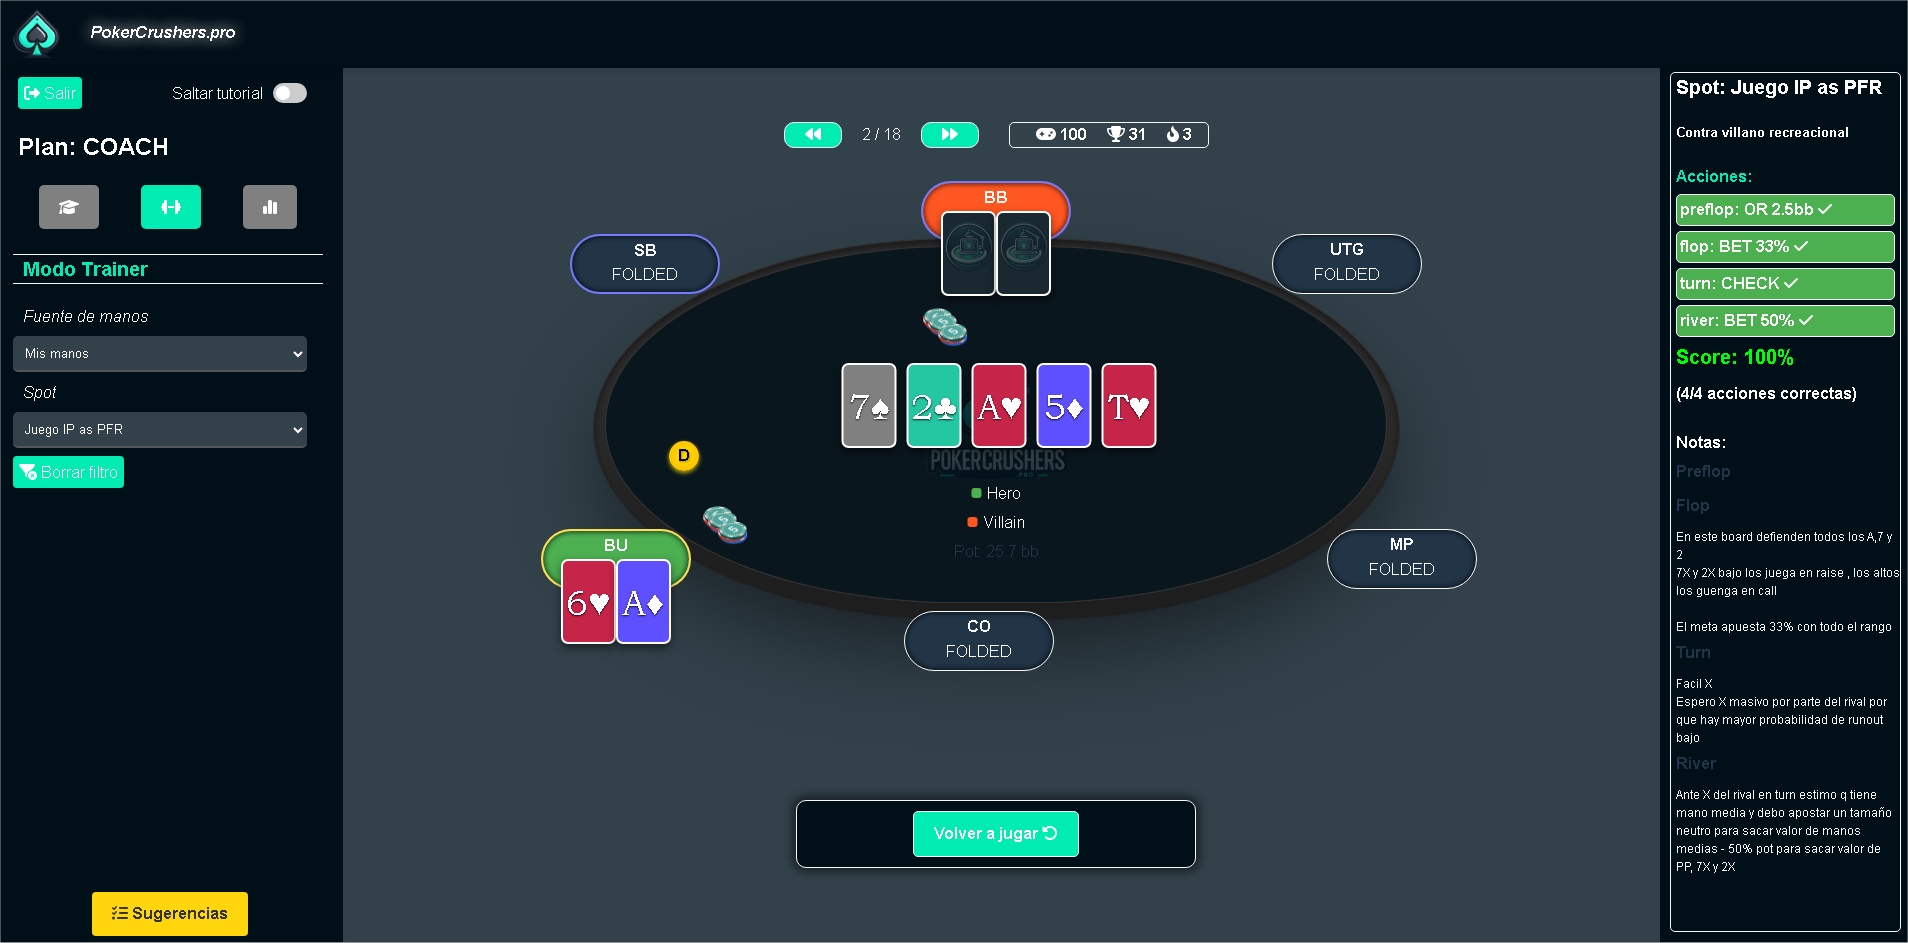 PokerCrushers.pro
Salir
Saltar tutorial
Plan: COACH
Modo Trainer
Fuente de manos
Mis manos
Spot
Juego IP as PFR
Borrar filtro
Sugerencias
2 / 18
100
31
3
BB
SB
FOLDED
UTG
FOLDED
7♠
2♣
A♥
5♦
T♥
POKERCRUSHERS
PRO
D
Hero
Villain
Pot: 25.7 bb
BU
6♥
A♦
MP
FOLDED
CO
FOLDED
Volver a jugar
Spot: Juego IP as PFR
Contra villano recreacional
Acciones:
preflop: OR 2.5bb
flop: BET 33%
turn: CHECK
river: BET 50%
Score: 100%
(4/4 acciones correctas)
Notas:
Preflop
Flop
En este board defienden todos los A,7 y
2
7X y 2X bajo los juega en raise , los altos
los guenga en call
El meta apuesta 33% con todo el rango
Turn
Facil X
Espero X masivo por parte del rival por
que hay mayor probabilidad de runout
bajo
River
Ante X del rival en turn estimo q tiene
mano media y debo apostar un tamaño
neutro para sacar valor de manos
medias - 50% pot para sacar valor de
PP, 7X y 2X